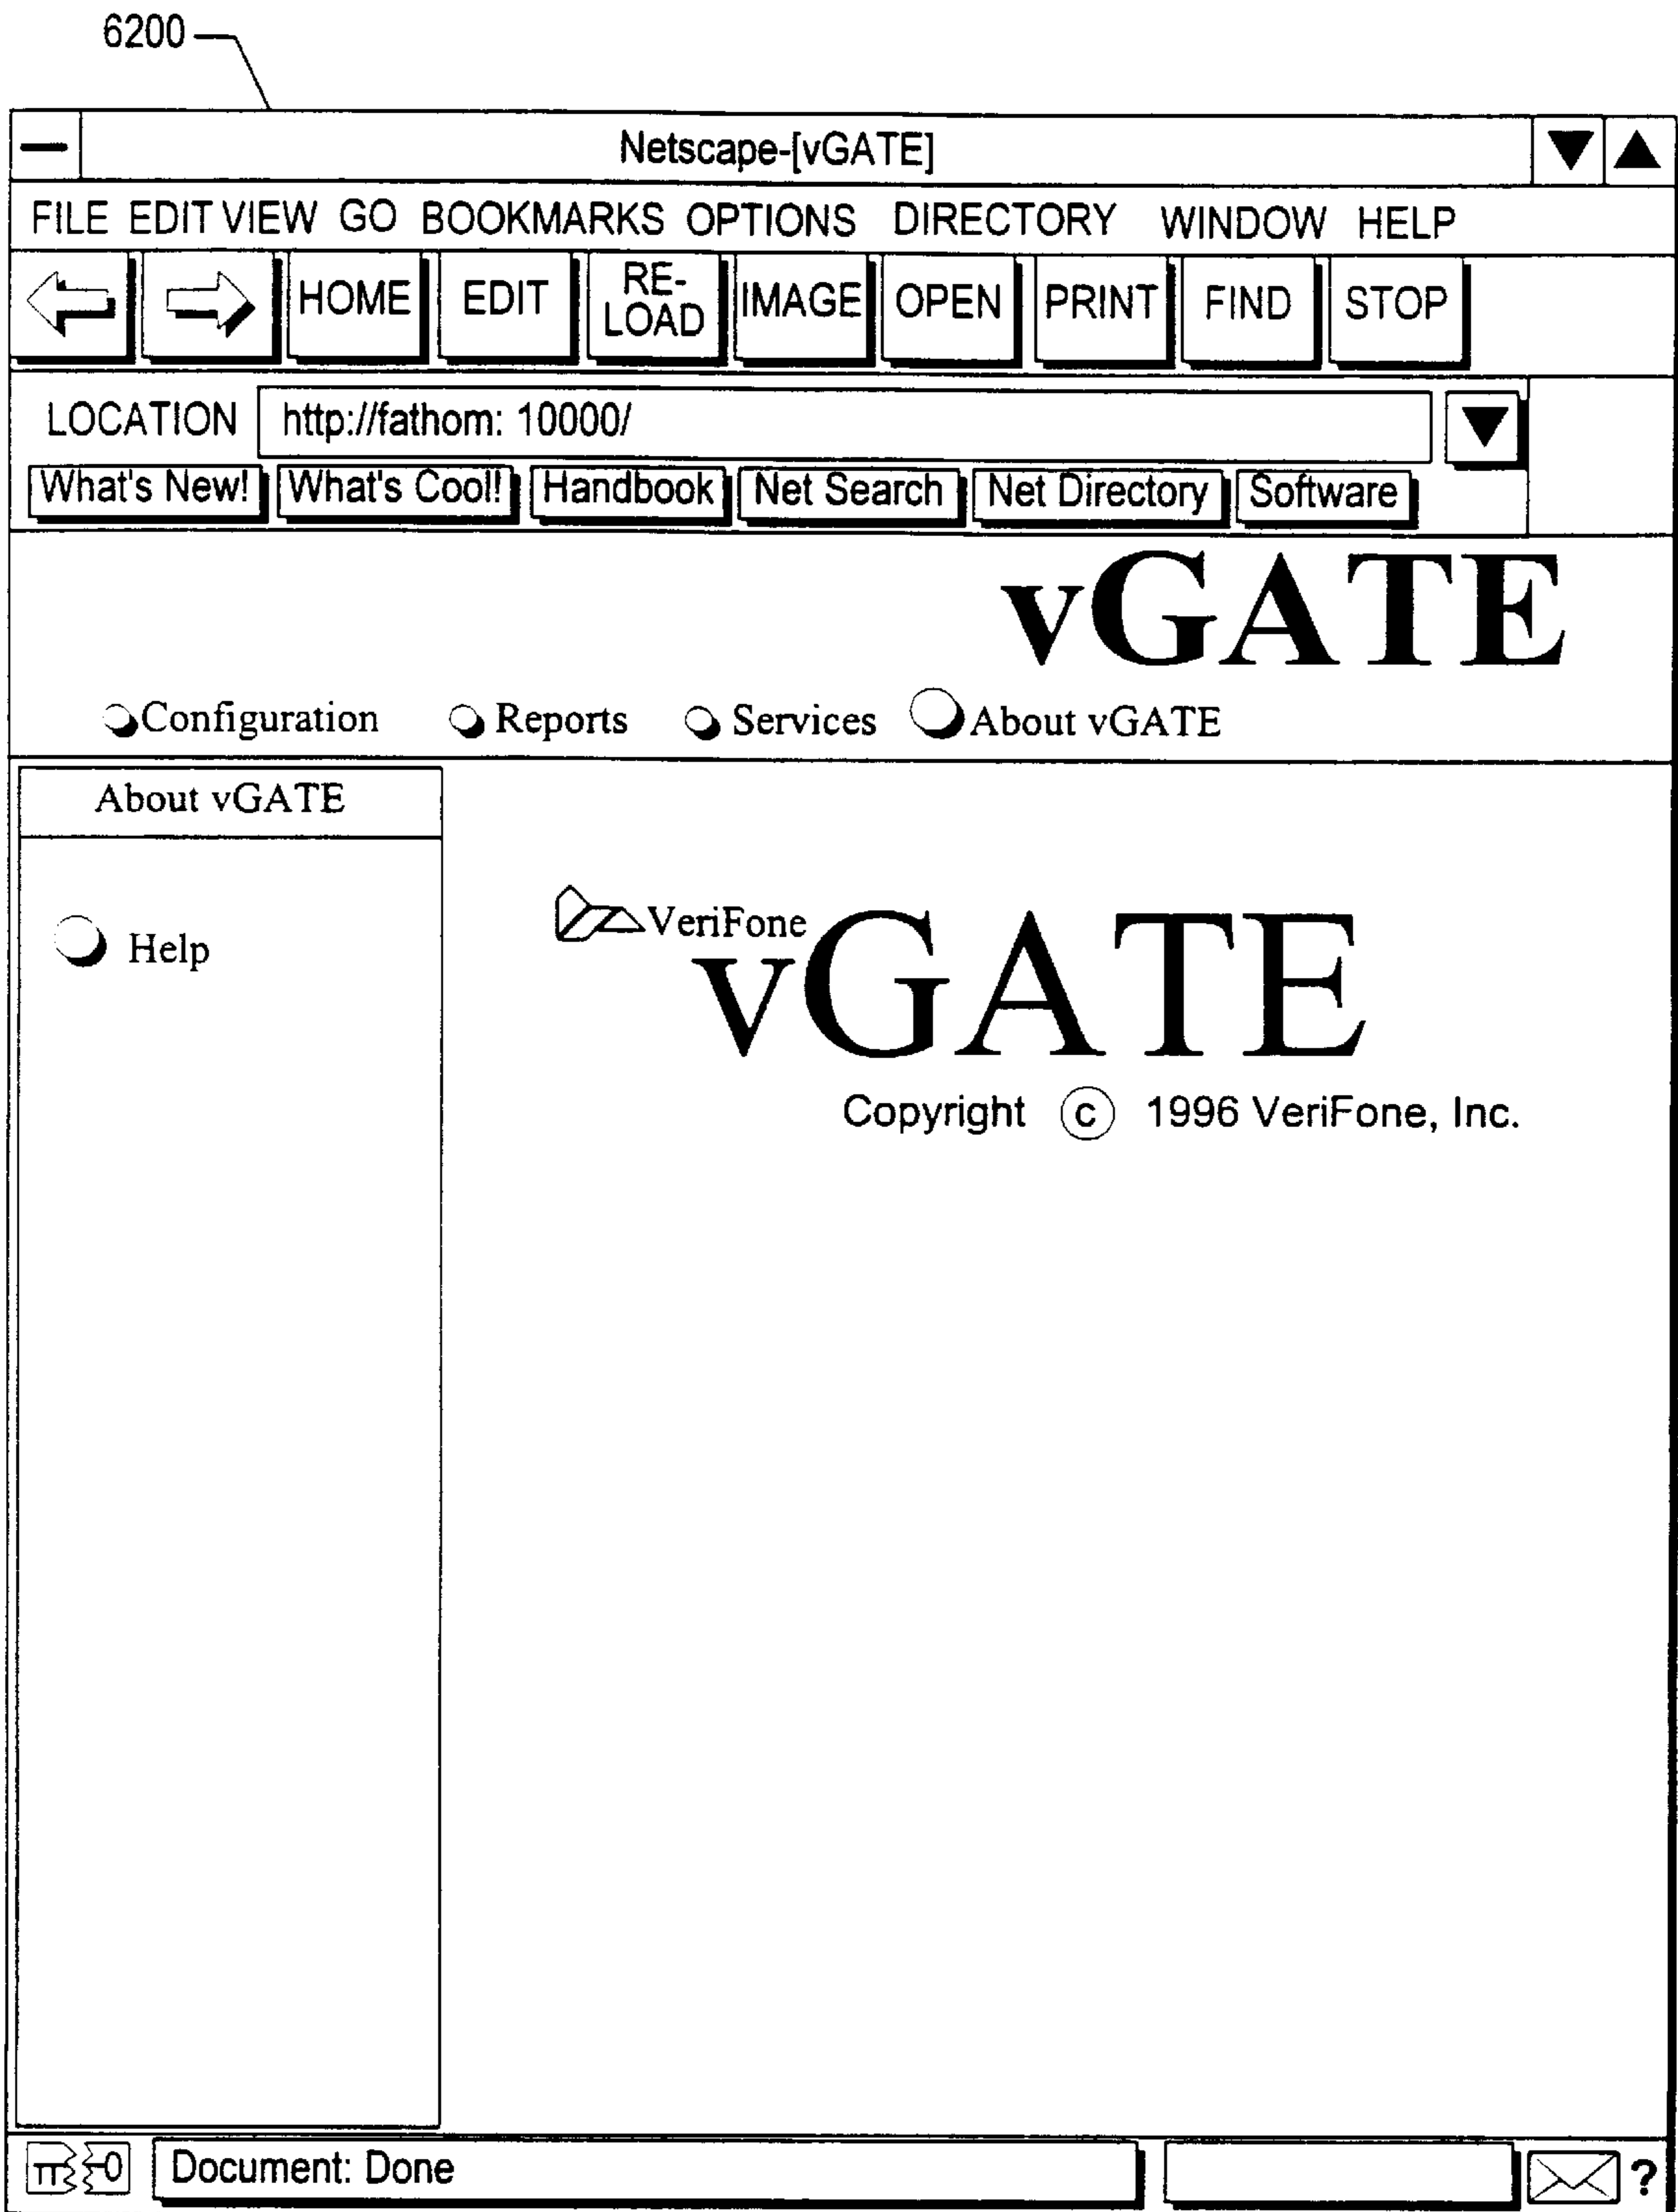 6200
Netscape-[vGATE]
FILE EDIT VIEW GO BOOKMARKS OPTIONS DIRECTORY WINDOW HELP
HOME EDIT RE-LOAD IMAGE OPEN PRINT FIND STOP
LOCATION http://fathom: 10000/
What's New! What's Cool! Handbook Net Search Net Directory Software
vGATE
Configuration Reports Services About vGATE
About vGATE
Help
VeriFone
vGATE
Copyright © 1996 VeriFone, Inc.
Document: Done ?